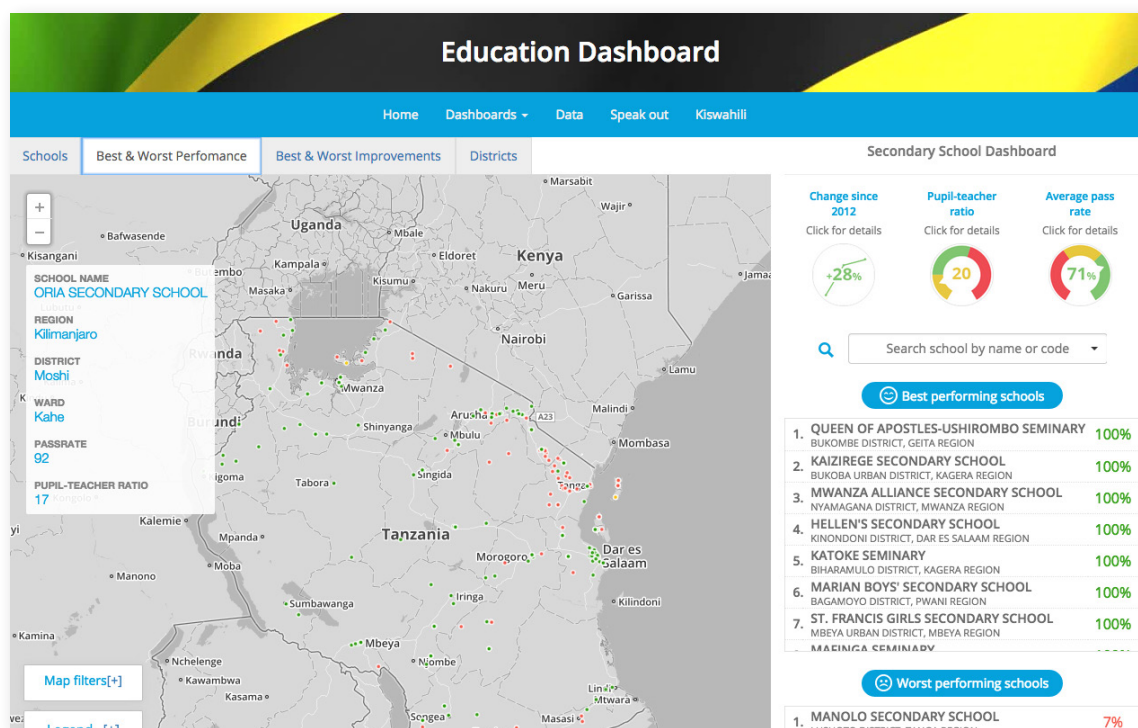 Education Dashboard
Home
Dashboards
Data
Speak out
Kiswahili
Schools
Best & Worst Perfomance
Best & Worst Improvements
Districts
+
−
SCHOOL NAME
ORIA SECONDARY SCHOOL
REGION
Kilimanjaro
DISTRICT
Moshi
WARD
Kahe
PASSRATE
92
PUPIL-TEACHER RATIO
17
Marsabit
Wajir
Uganda
Mbale
Bafwasende
Kisangani
Eldoret
Kenya
Kampala
Kisumu
Masaka
Nakuru
Meru
Garissa
Nairobi
Rwanda
Lamu
Mwanza
Burundi
Shinyanga
Arusha
A23
Malindi
Mbulu
Mombasa
Kigoma
Tabora
Singida
Tanga
Kalemie
Mpanda
Tanzania
Morogoro
Dar es
Salaam
Moba
Manono
Sumbawanga
Iringa
Kilindoni
Kamina
Mbeya
Nchelenge
Njombe
Kawambwa
Kasama
Mtwara
Songea
Masasi
Map filters[+]
Secondary School Dashboard
Change since
2012
Click for details
+28%
Pupil-teacher
ratio
Click for details
20
Average pass
rate
Click for details
71%
Search school by name or code
Best performing schools
1. QUEEN OF APOSTLES-USHIROMBO SEMINARY 100%
BUKOMBE DISTRICT, GEITA REGION
2. KAIZIREGE SECONDARY SCHOOL 100%
BUKOBA URBAN DISTRICT, KAGERA REGION
3. MWANZA ALLIANCE SECONDARY SCHOOL 100%
NYAMAGANA DISTRICT, MWANZA REGION
4. HELLEN'S SECONDARY SCHOOL 100%
KINONDONI DISTRICT, DAR ES SALAAM REGION
5. KATOKE SEMINARY 100%
BIHARAMULO DISTRICT, KAGERA REGION
6. MARIAN BOYS' SECONDARY SCHOOL 100%
BAGAMOYO DISTRICT, PWANI REGION
7. ST. FRANCIS GIRLS SECONDARY SCHOOL 100%
MBEYA URBAN DISTRICT, MBEYA REGION
MAFINGA SEMINARY
Worst performing schools
1. MANOLO SECONDARY SCHOOL 7%